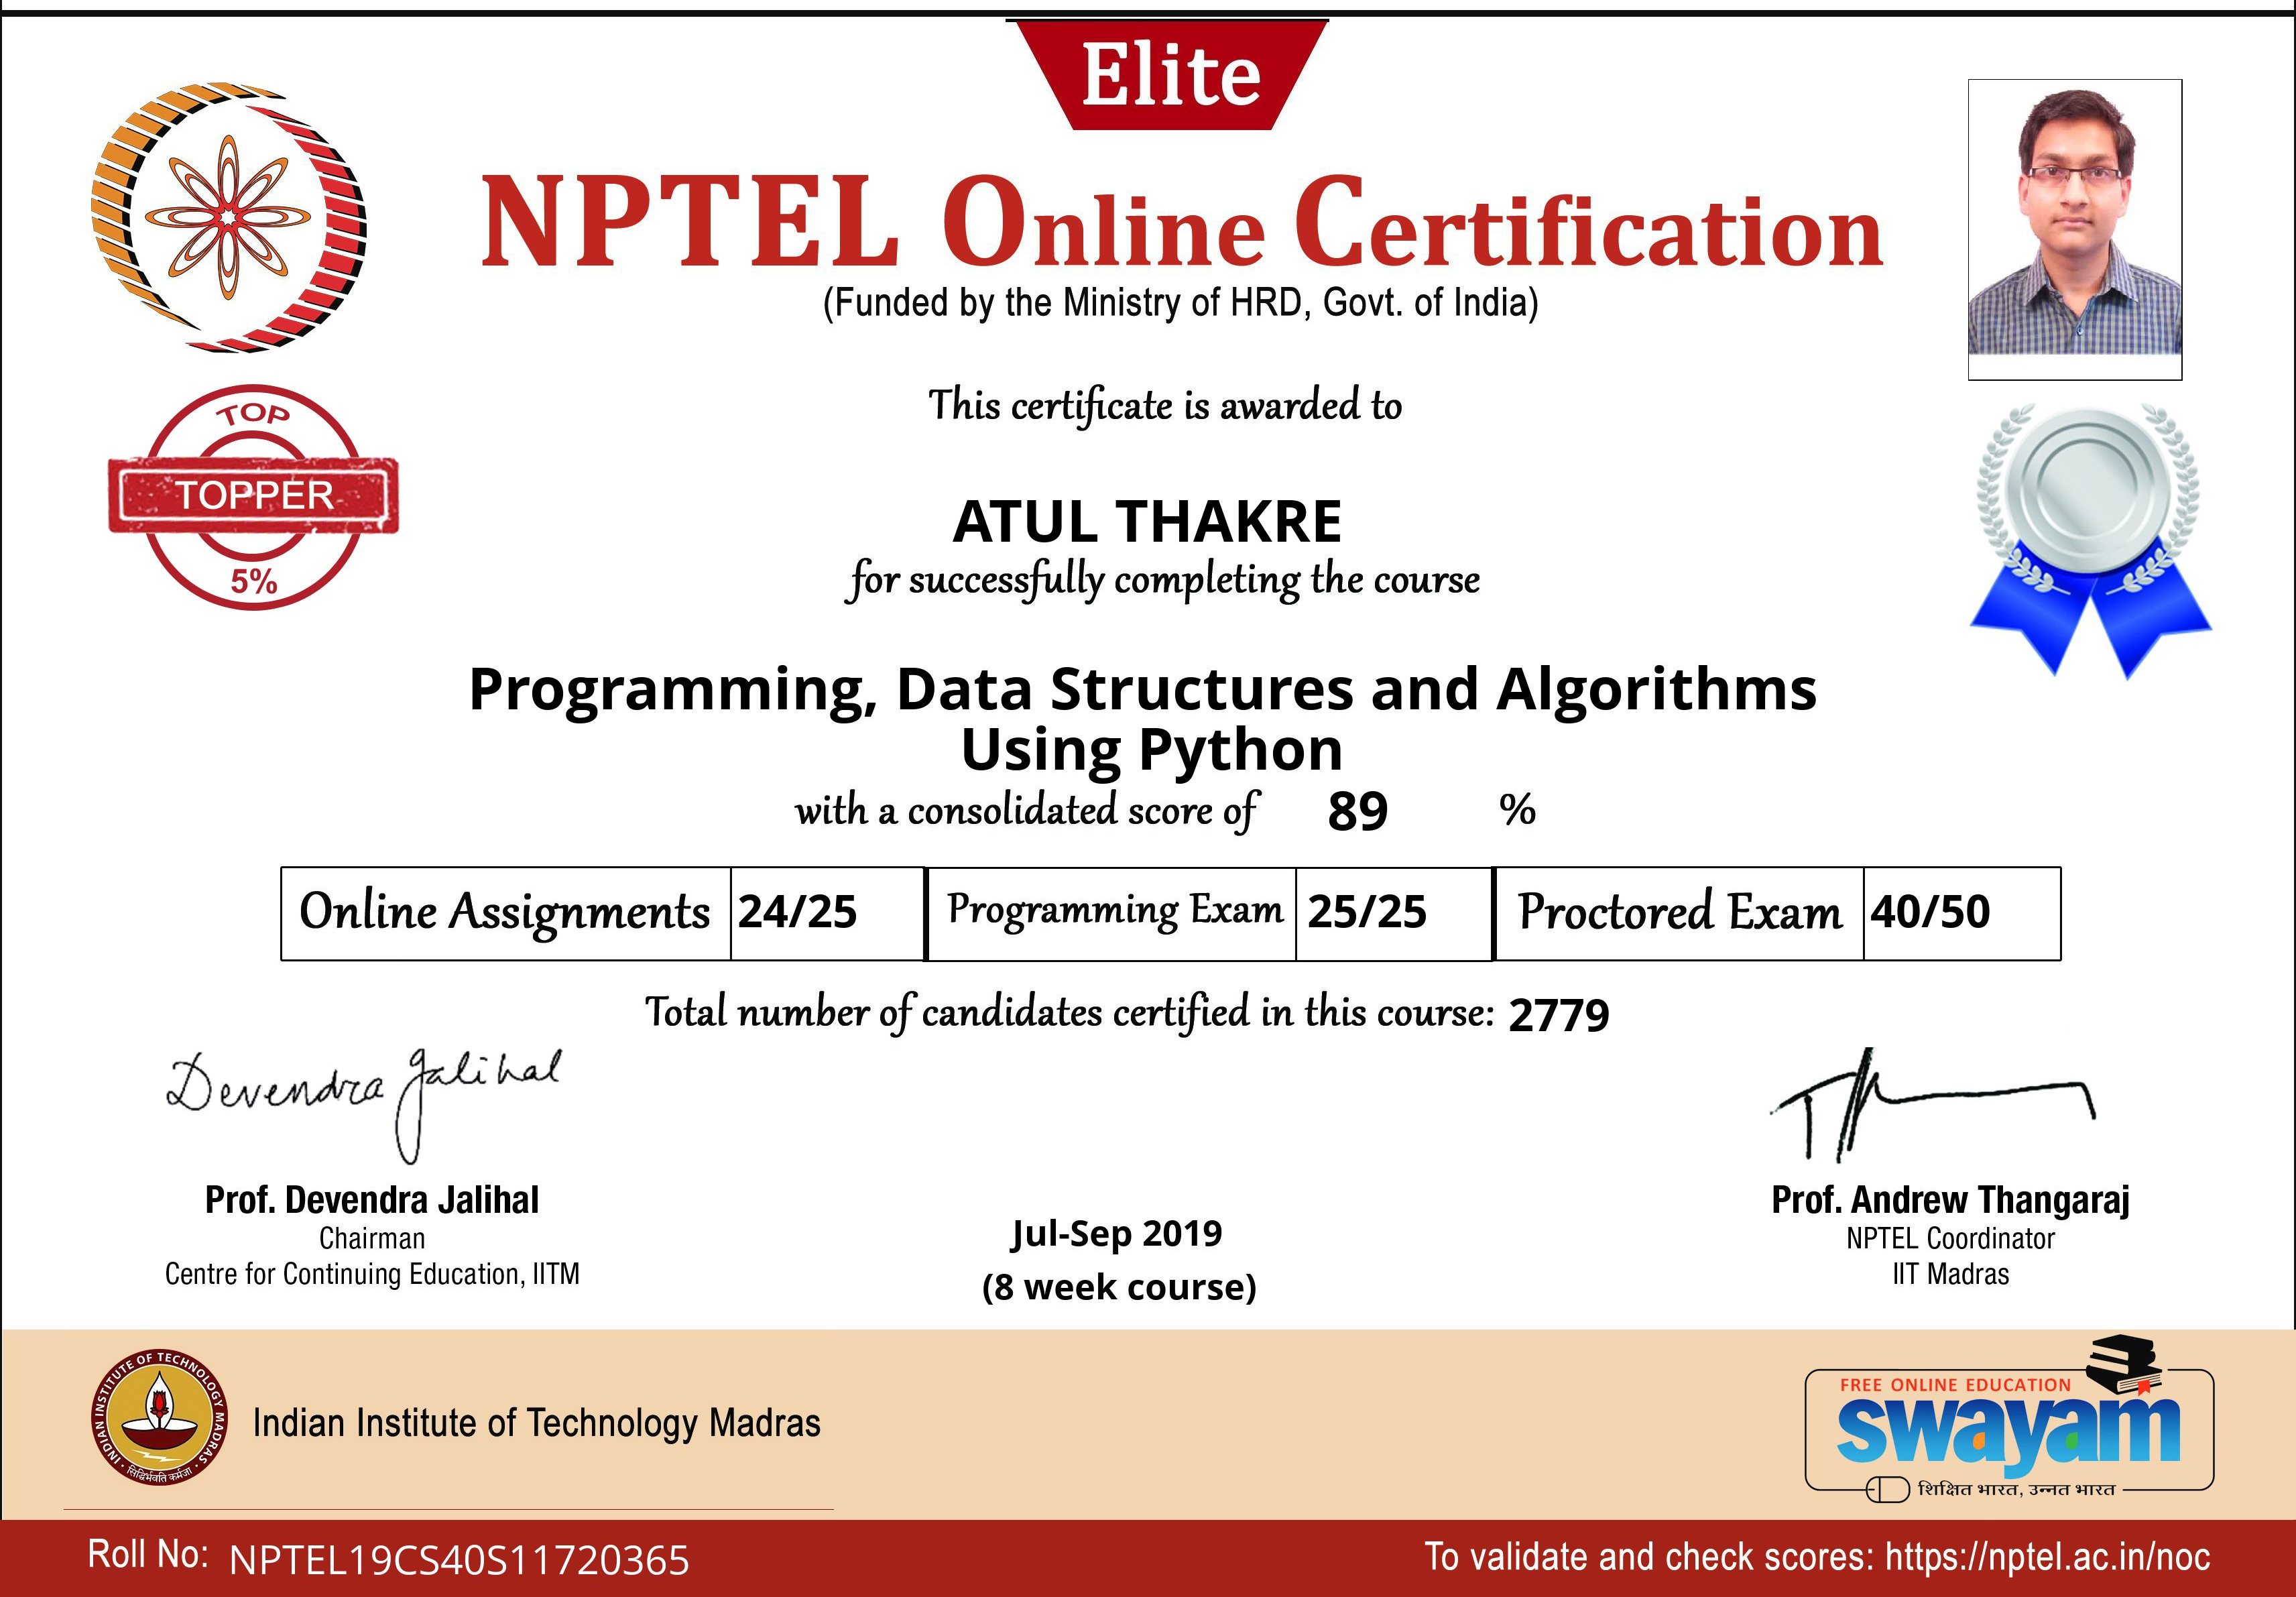 Elite
NPTEL Online Certification
(Funded by the Ministry of HRD, Govt. of India)
TOP
TOPPER
5%
This certificate is awarded to
ATUL THAKRE
for successfully completing the course
Programming, Data Structures and Algorithms
Using Python
with a consolidated score of 89 %
Online Assignments 24/25 Programming Exam 25/25 Proctored Exam 40/50
Total number of candidates certified in this course: 2779
Devendra Jalihal
Prof. Devendra Jalihal
Chairman
Centre for Continuing Education, IITM
Jul-Sep 2019
(8 week course)
Prof. Andrew Thangaraj
NPTEL Coordinator
IIT Madras
INDIAN INSTITUTE OF TECHNOLOGY MADRAS
सिद्धिर्भवति कर्मजा
Indian Institute of Technology Madras
FREE ONLINE EDUCATION
swayam
शिक्षित भारत, उन्नत भारत
Roll No: NPTEL19CS40S11720365
To validate and check scores: https://nptel.ac.in/noc